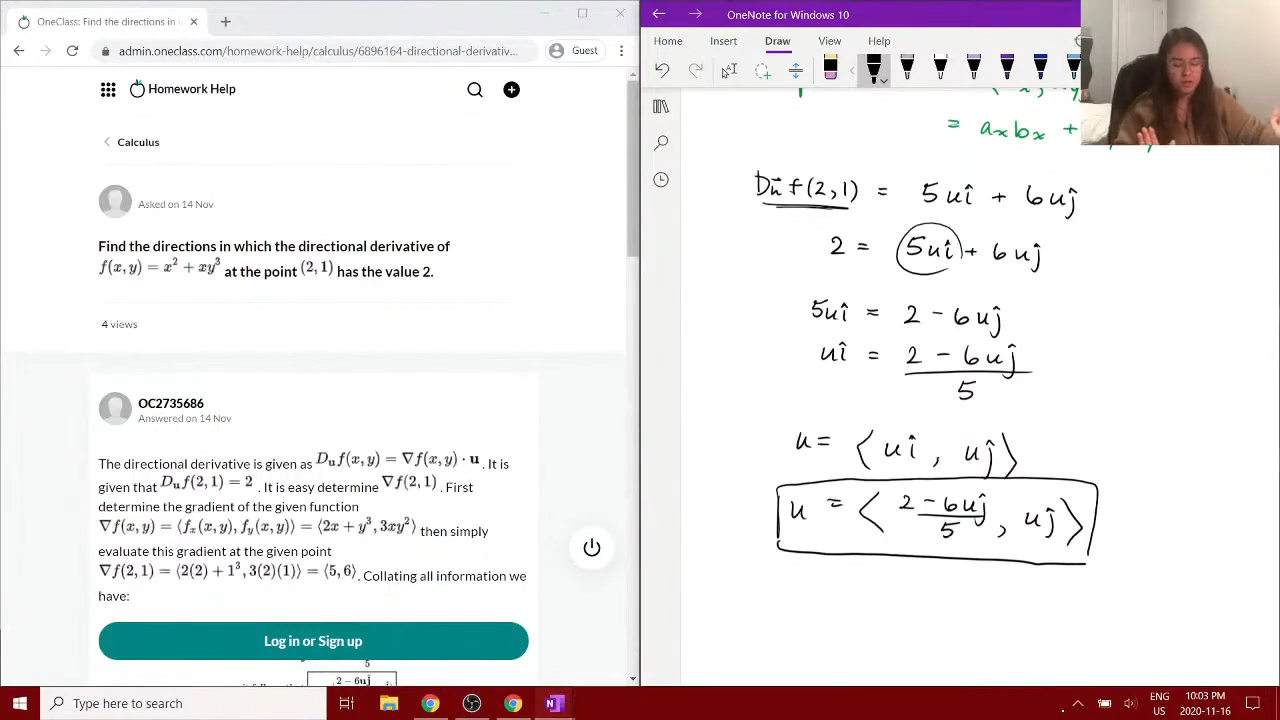 OneClass: Find the directions in
OneNote for Windows 10
admin.oneclass.com/homework-help/calculus/6898164-directional-derivativ...
Guest
Home Insert Draw View Help
Homework Help
Calculus
Asked on 14 Nov
Find the directions in which the directional derivative of
f(x, y) = x² + xy³ at the point (2, 1) has the value 2.
4 views
OC2735686
Answered on 14 Nov
The directional derivative is given as D_u f(x, y) = ∇f(x, y) · u . It is
given that D_u f(2, 1) = 2 . It is easy determine ∇f(2, 1) . First
determine the gradient of the given function
∇f(x, y) = ⟨f_x(x, y), f_y(x, y)⟩ = ⟨2x + y³, 3xy²⟩ then simply
evaluate this gradient at the given point
∇f(2, 1) = ⟨2(2) + 1³, 3(2)(1)⟩ = ⟨5, 6⟩ . Collating all information we
have:
Log in or Sign up
5
2 − 6uĵ
= axbx +
Dū f(2,1) = 5uî + 6uĵ
2 = 5uî + 6uĵ
5uî = 2 - 6uĵ
uî = 2 - 6uĵ
5
u = ⟨ uî , uĵ ⟩
u = ⟨ 2 - 6uĵ / 5 , uĵ ⟩
Type here to search
ENG
US
10:03 PM
2020-11-16